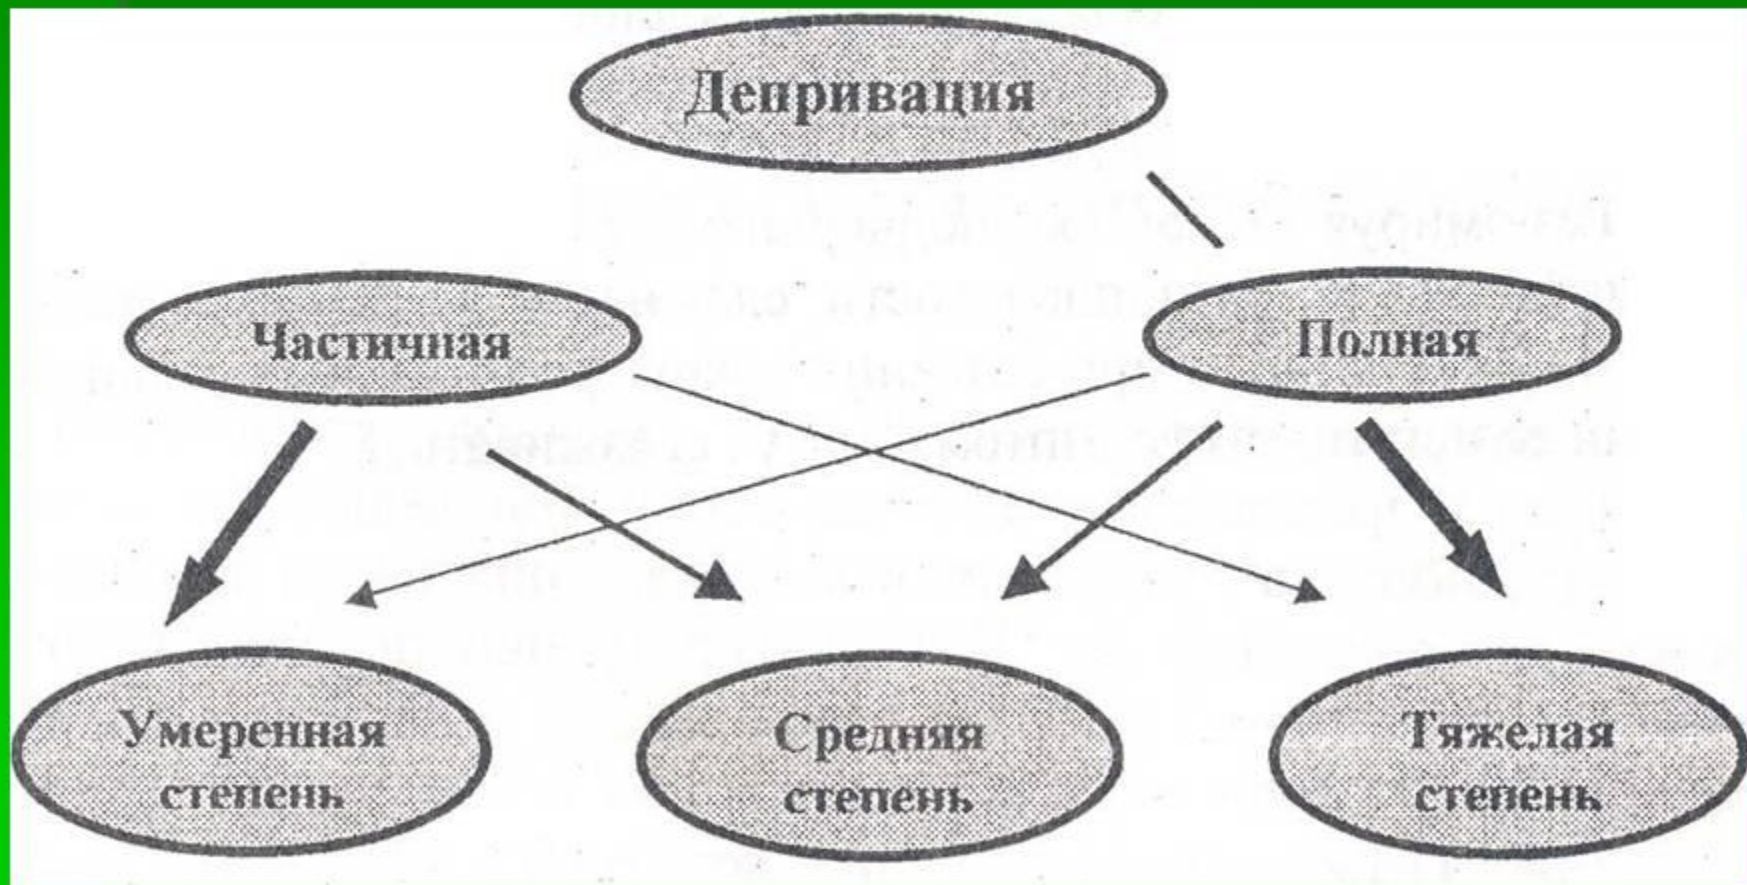 Депривация
Частичная
Полная
Умеренная
степень
Средняя
степень
Тяжелая
степень